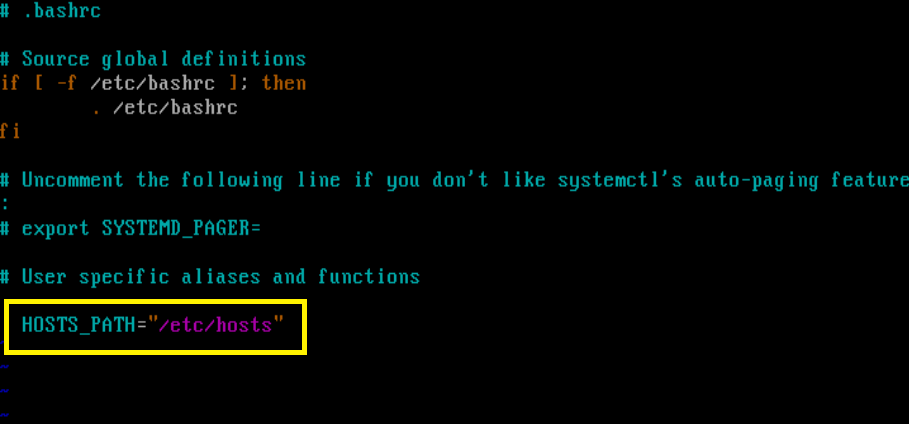 # .bashrc
# Source global definitions
if [ -f /etc/bashrc ]; then
. /etc/bashrc
fi
# Uncomment the following line if you don't like systemctl's auto-paging feature
:
# export SYSTEMD_PAGER=
# User specific aliases and functions
HOSTS_PATH="/etc/hosts"
~
~
~
~